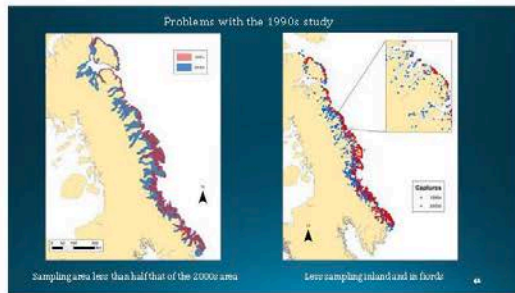 Problems with the 1990s study
1990s
2000s
N
Captures
1990s
2000s
N
Sampling area less than half that of the 2000s area
Less sampling inland and in fiords